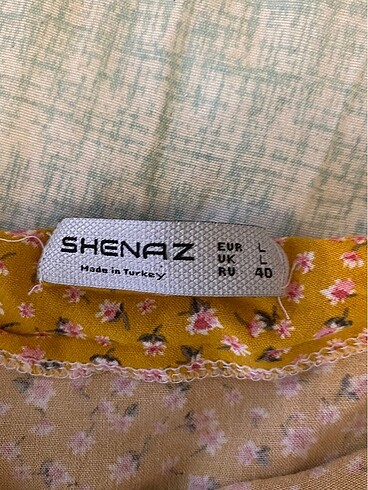 SHENAZ
Made in Turkey
EUR L
UK L
RU 40